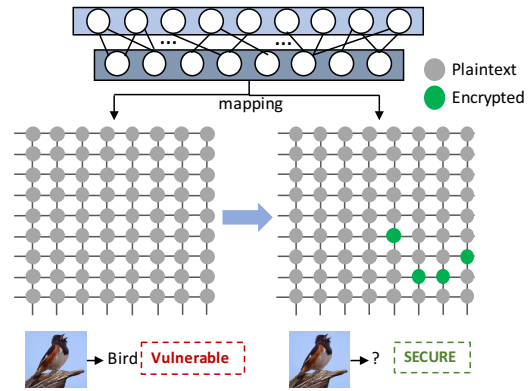 ...
...
Plaintext
Encrypted
mapping
Bird Vulnerable
? SECURE